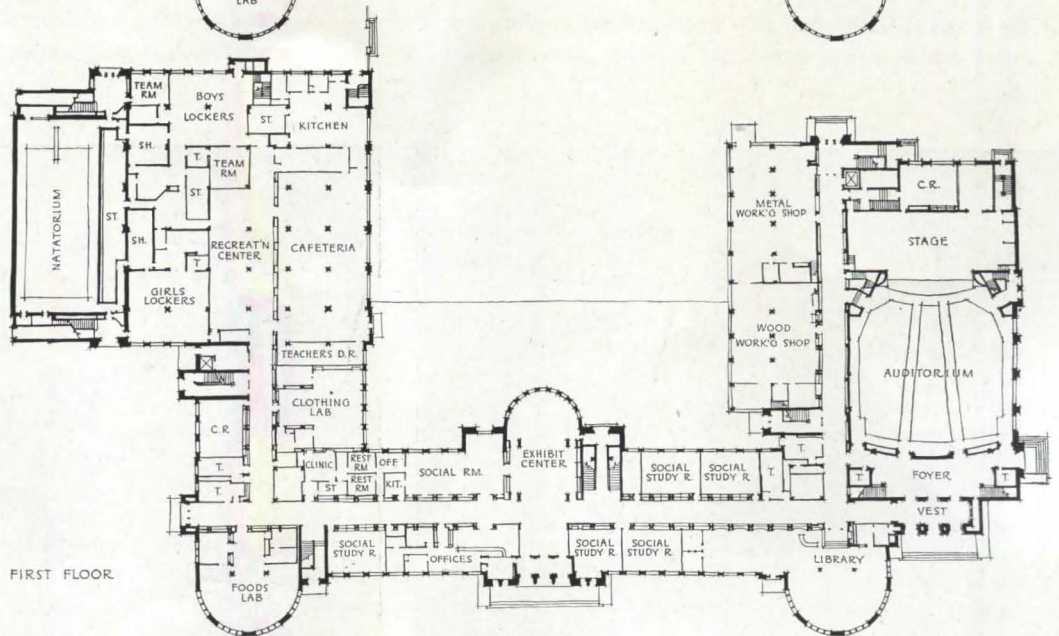 LAB
TEAM
RM
BOYS
LOCKERS
ST.
KITCHEN
SH.
T.
TEAM
RM
ST.
NATATORIUM
ST.
SH.
T.
RECREAT'N
CENTER
CAFETERIA
GIRLS
LOCKERS
TEACHERS D.R.
CLOTHING
LAB
C.R
T.
T.
CLINIC
ST
REST
RM
REST
RM
OFF
KIT.
SOCIAL RM.
EXHIBIT
CENTER
SOCIAL
STUDY R.
SOCIAL
STUDY R.
T.
T.
METAL
WORK'G SHOP
WOOD
WORK'G SHOP
C.R.
STAGE
AUDITORIUM
FOYER
T.
T.
VEST
SOCIAL
STUDY R
OFFICES
SOCIAL
STUDY R
SOCIAL
STUDY R.
LIBRARY
FOODS
LAB
FIRST FLOOR